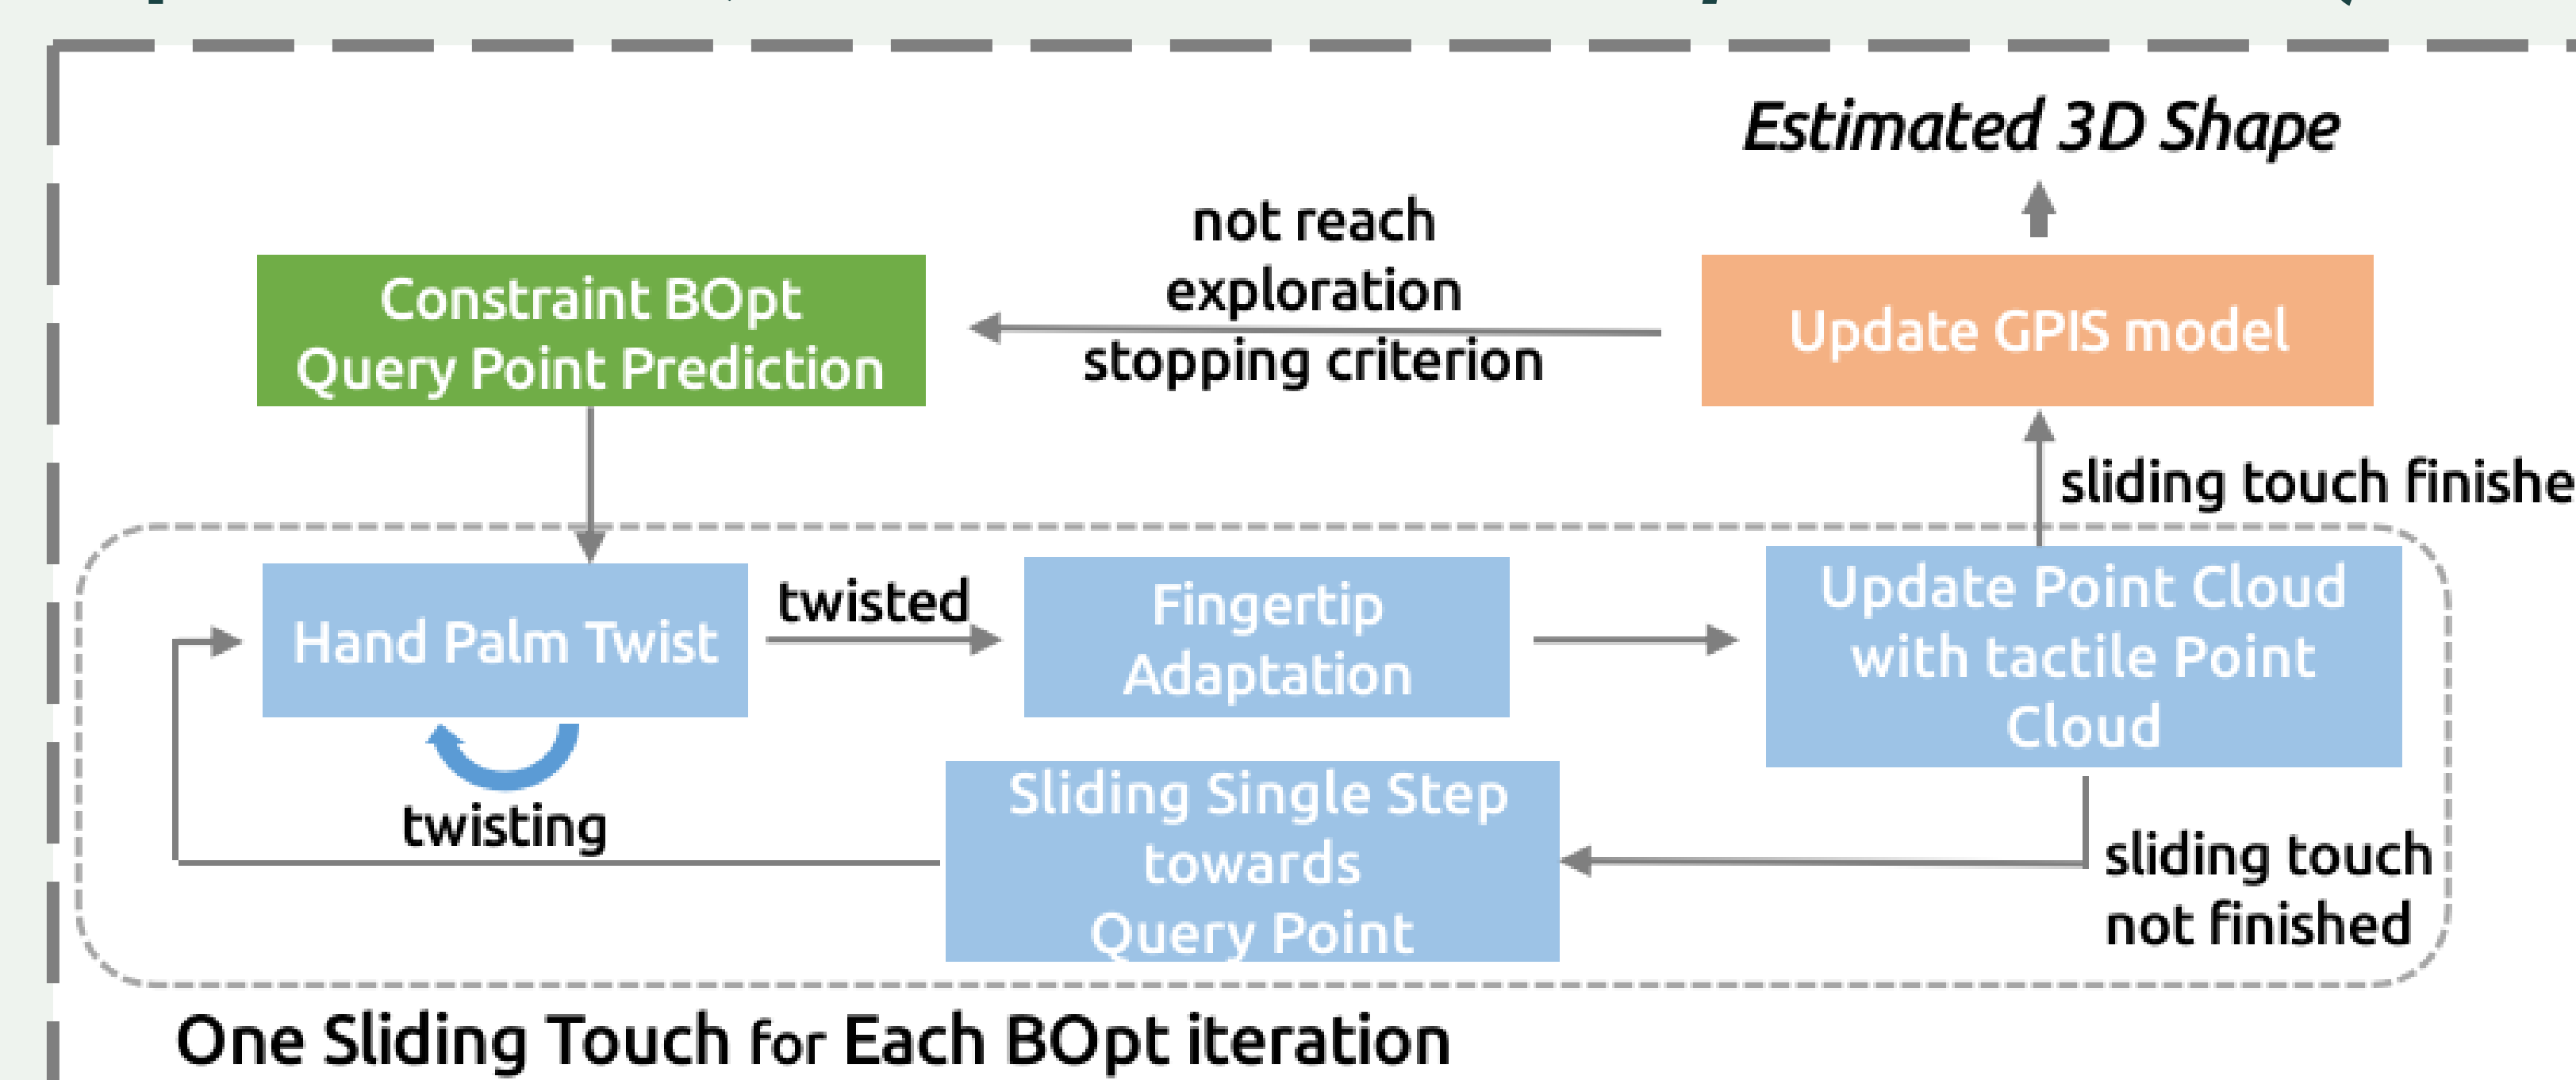 Estimated 3D Shape
not reach
exploration
stopping criterion
Constraint BOpt
Query Point Prediction
Update GPIS model
sliding touch finishe
Hand Palm Twist
twisted
Fingertip
Adaptation
Update Point Cloud
with tactile Point
Cloud
twisting
Sliding Single Step
towards
Query Point
sliding touch
not finished
One Sliding Touch for Each BOpt iteration